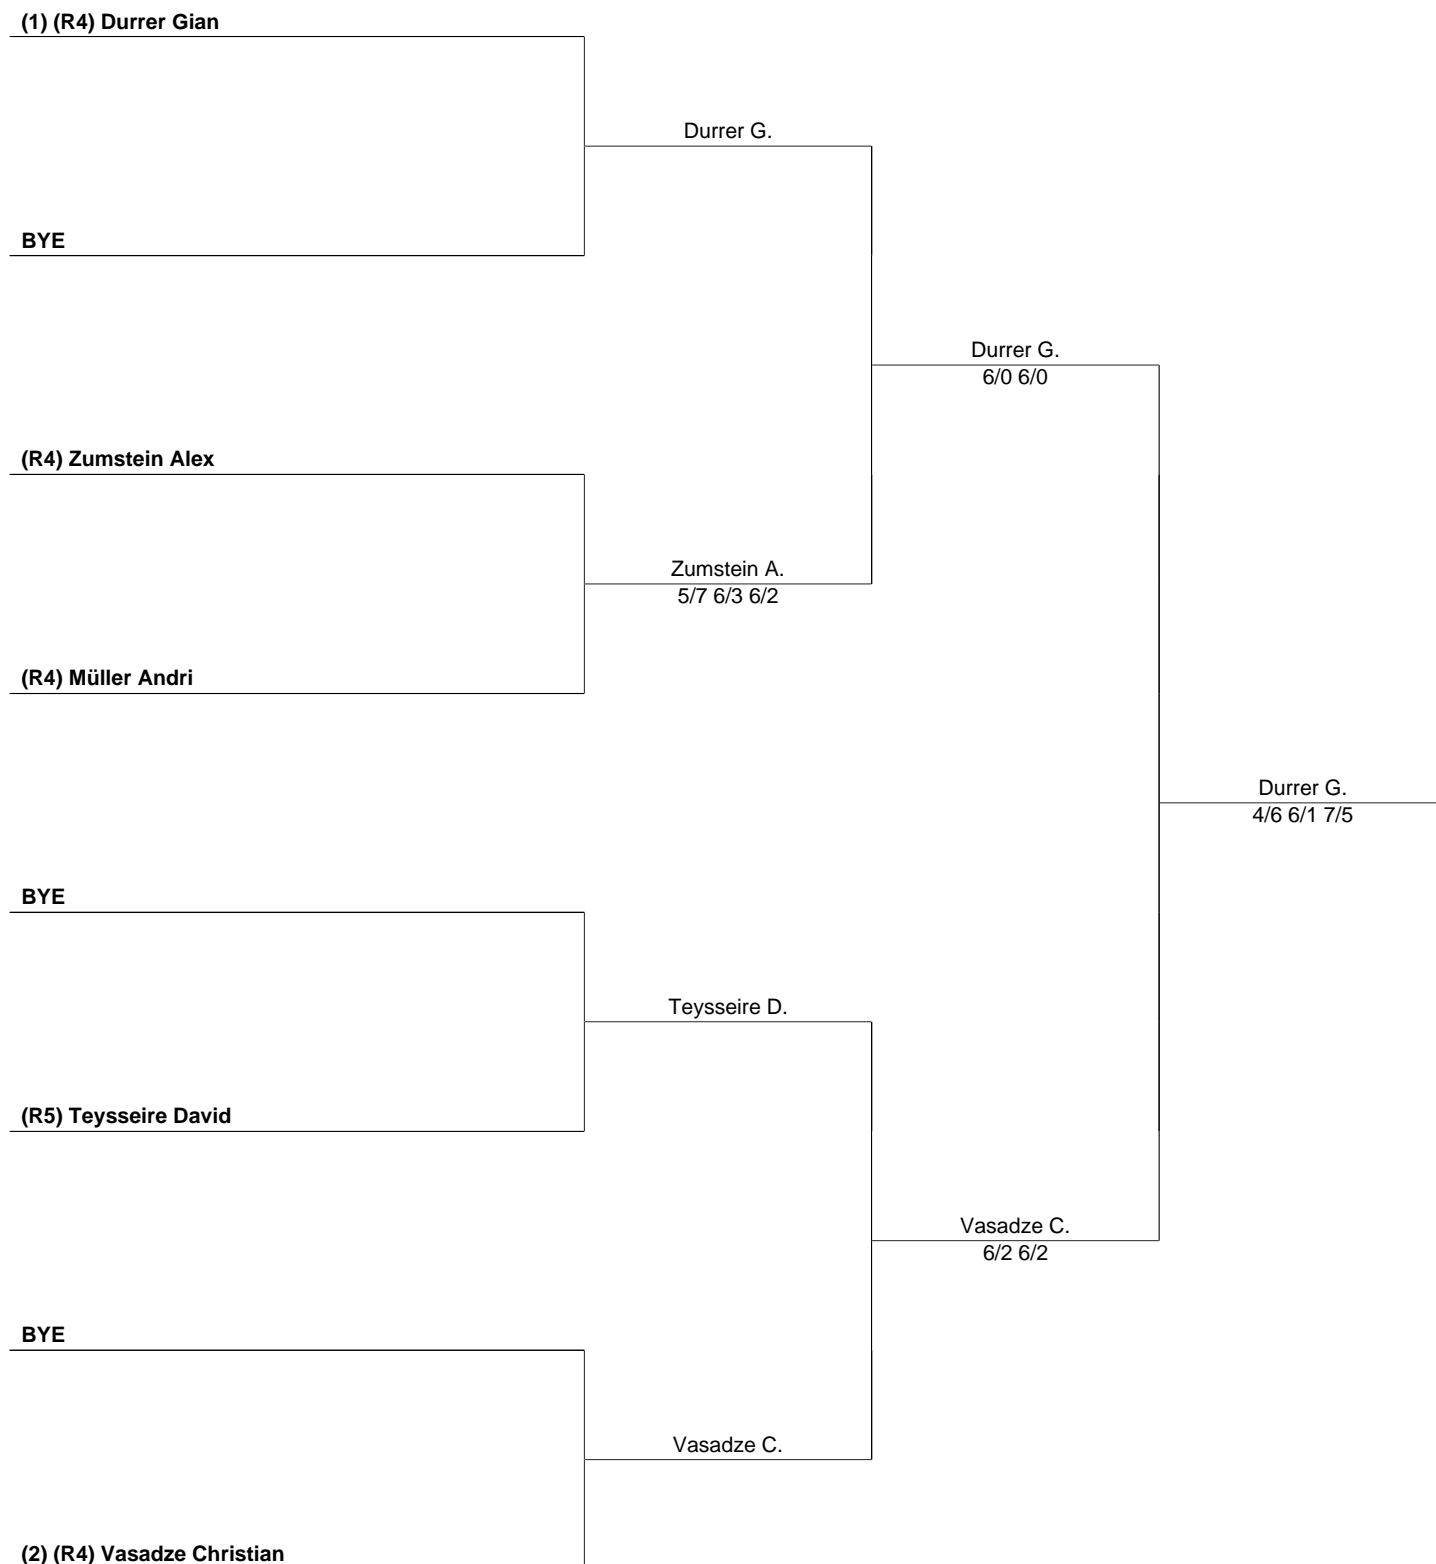 (1) (R4) Durrer Gian
Durrer G.
BYE
Durrer G.
6/0 6/0
(R4) Zumstein Alex
Zumstein A.
5/7 6/3 6/2
(R4) Müller Andri
Durrer G.
4/6 6/1 7/5
BYE
Teysseire D.
(R5) Teysseire David
Vasadze C.
6/2 6/2
BYE
Vasadze C.
(2) (R4) Vasadze Christian